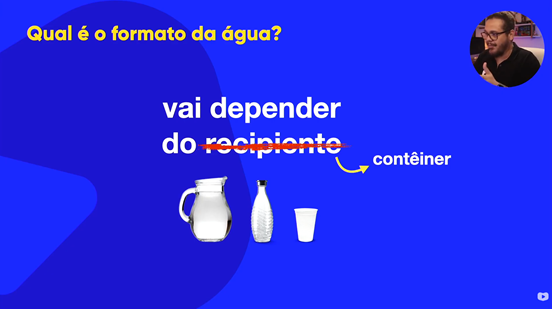 Qual é o formato da água?
vai depender
do recipiente
contêiner